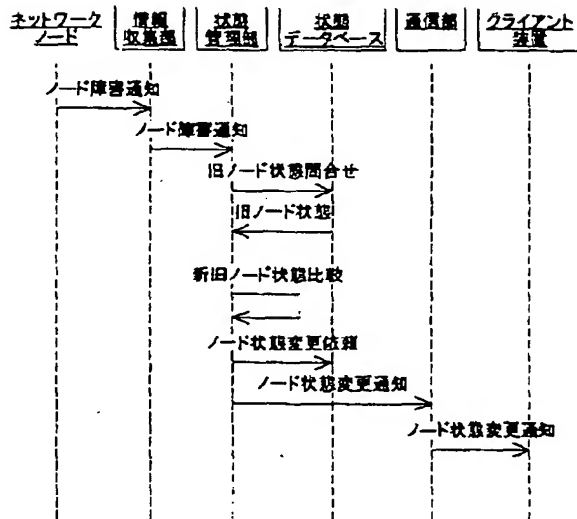 ネットワーク
ノード
情報
収集部
状態
管理部
状態
データベース
通信部
クライアント
装置
ノード障害通知
ノード障害通知
旧ノード状態問合せ
旧ノード状態
新旧ノード状態比較
ノード状態変更依頼
ノード状態変更通知
ノード状態変更通知